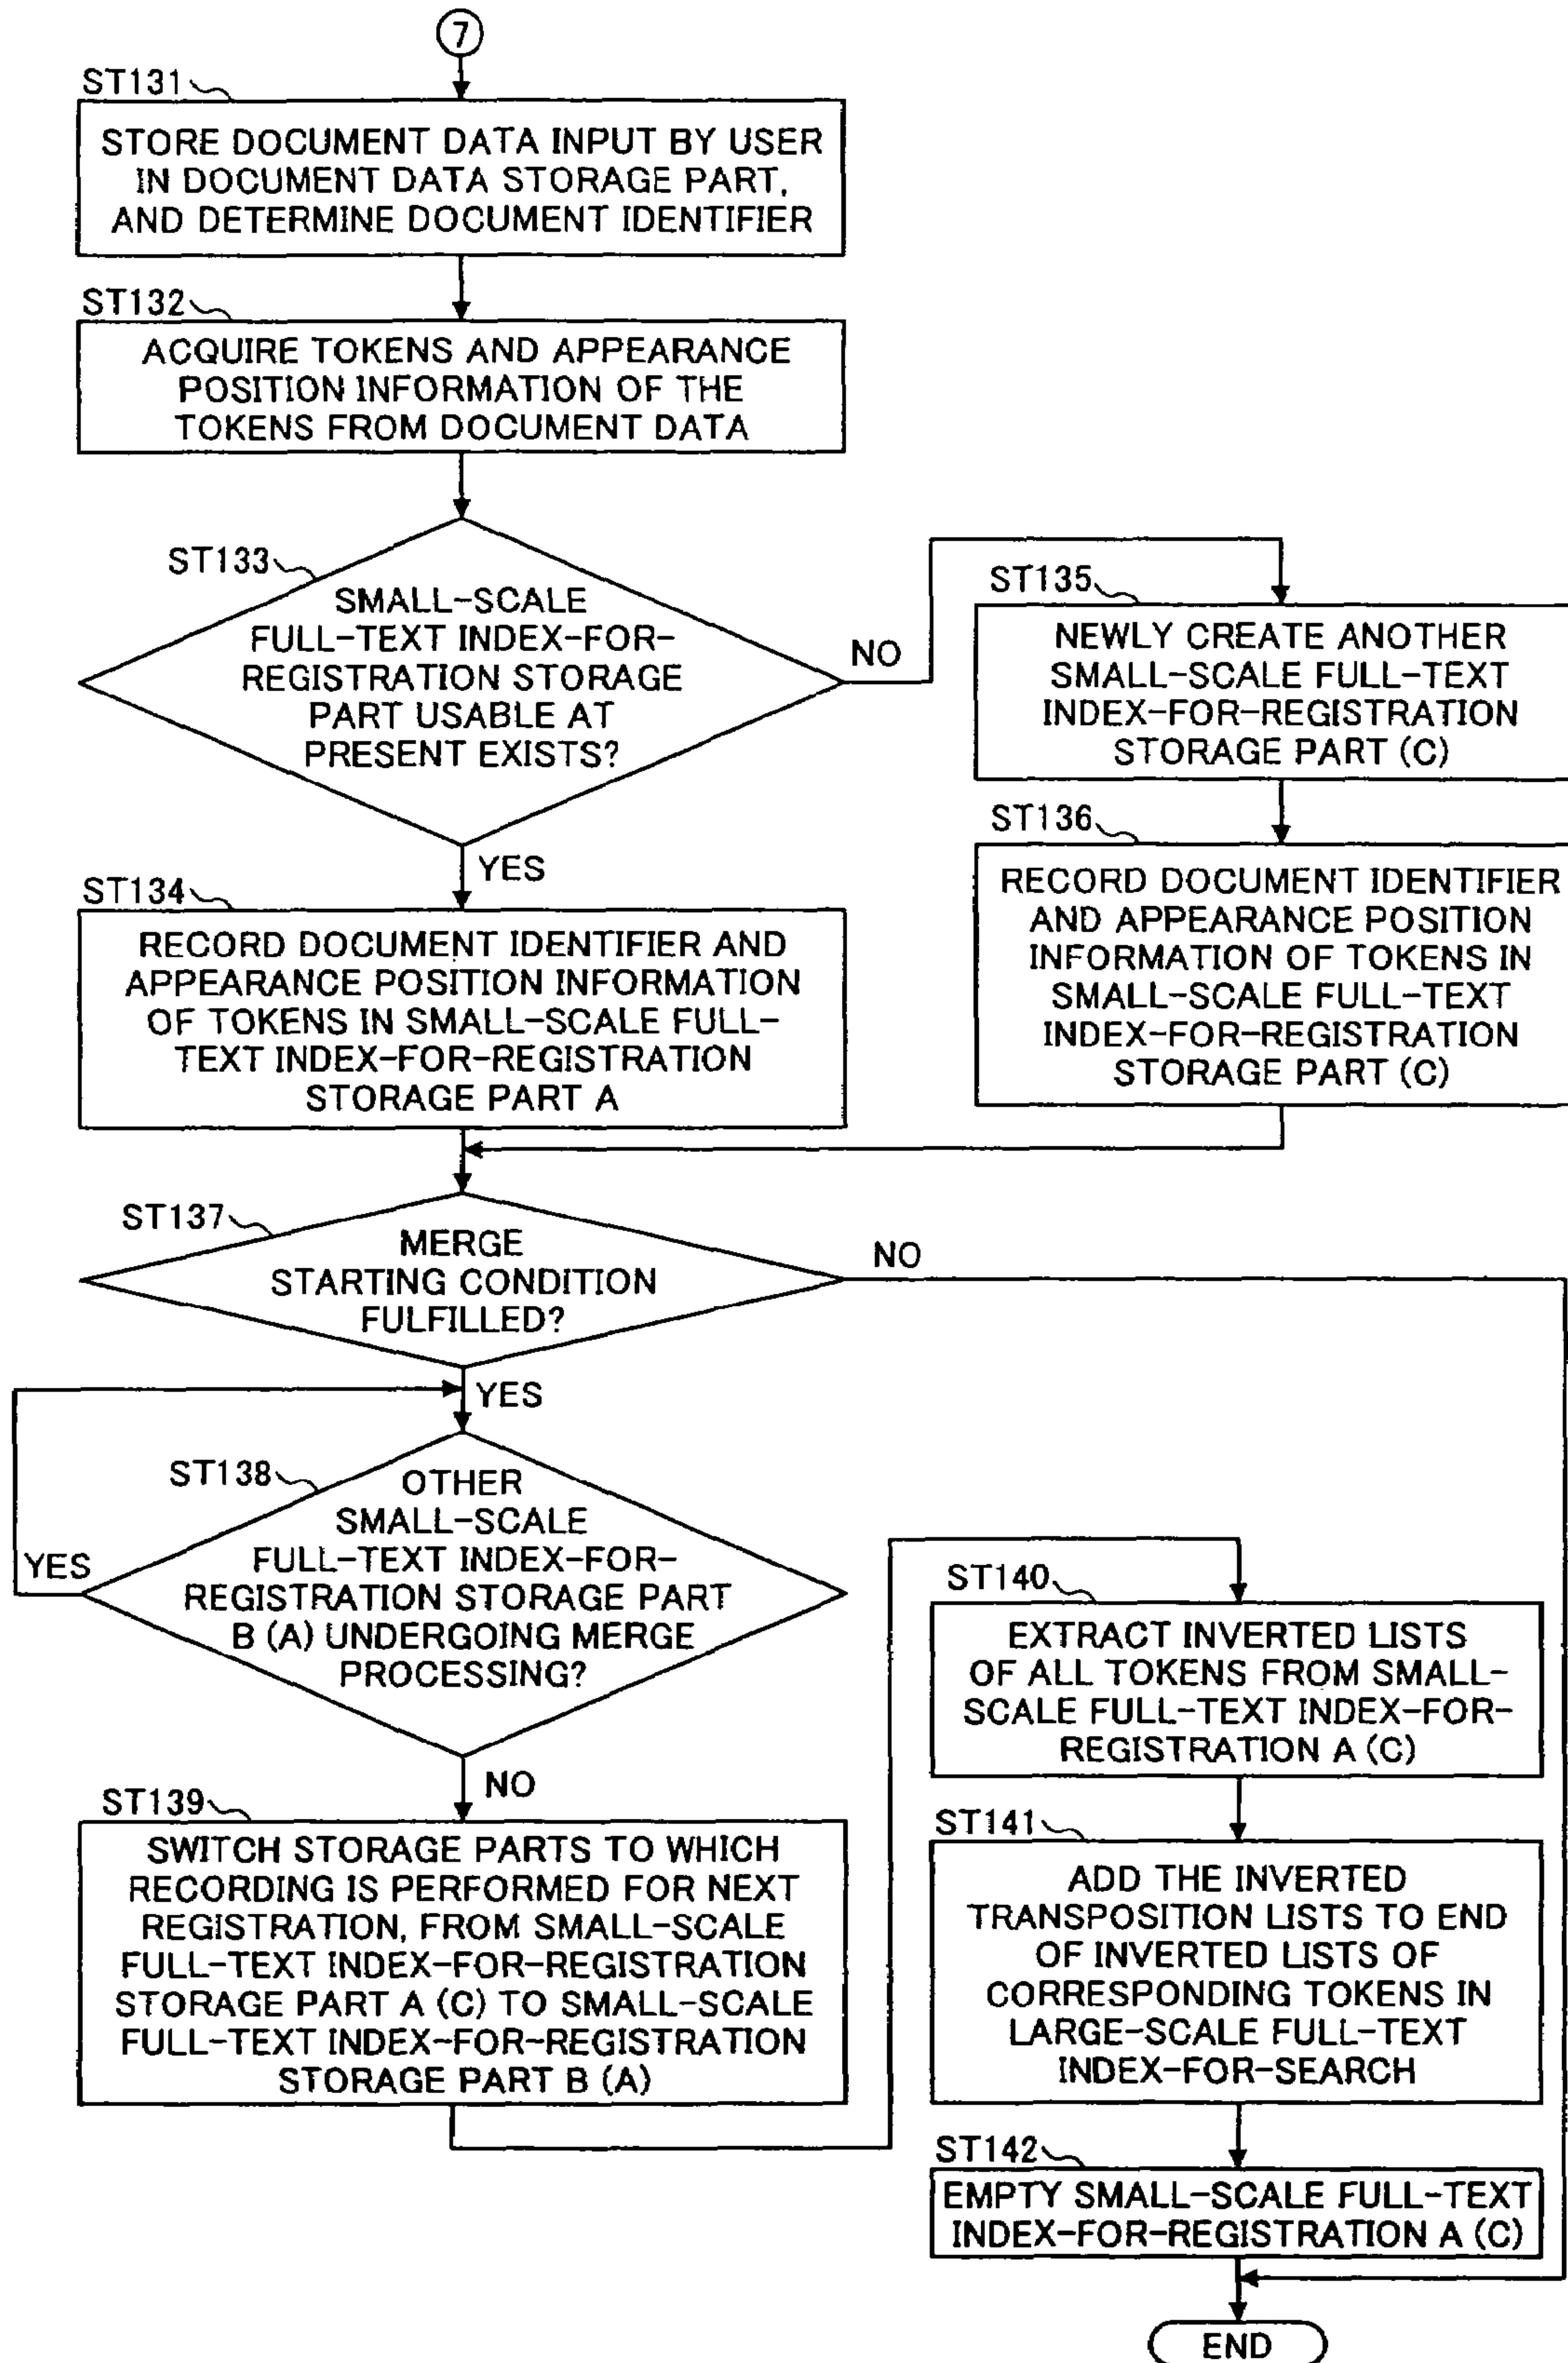 7
ST131
STORE DOCUMENT DATA INPUT BY USER
IN DOCUMENT DATA STORAGE PART,
AND DETERMINE DOCUMENT IDENTIFIER
ST132
ACQUIRE TOKENS AND APPEARANCE
POSITION INFORMATION OF THE
TOKENS FROM DOCUMENT DATA
ST133
SMALL-SCALE
FULL-TEXT INDEX-FOR-
REGISTRATION STORAGE
PART USABLE AT
PRESENT EXISTS?
NO
YES
ST135
NEWLY CREATE ANOTHER
SMALL-SCALE FULL-TEXT
INDEX-FOR-REGISTRATION
STORAGE PART (C)
ST136
RECORD DOCUMENT IDENTIFIER
AND APPEARANCE POSITION
INFORMATION OF TOKENS IN
SMALL-SCALE FULL-TEXT
INDEX-FOR-REGISTRATION
STORAGE PART (C)
ST134
RECORD DOCUMENT IDENTIFIER AND
APPEARANCE POSITION INFORMATION
OF TOKENS IN SMALL-SCALE FULL-
TEXT INDEX-FOR-REGISTRATION
STORAGE PART A
ST137
MERGE
STARTING CONDITION
FULFILLED?
NO
YES
ST138
OTHER
SMALL-SCALE
FULL-TEXT INDEX-FOR-
REGISTRATION STORAGE PART
B (A) UNDERGOING MERGE
PROCESSING?
YES
NO
ST139
SWITCH STORAGE PARTS TO WHICH
RECORDING IS PERFORMED FOR NEXT
REGISTRATION, FROM SMALL-SCALE
FULL-TEXT INDEX-FOR-REGISTRATION
STORAGE PART A (C) TO SMALL-SCALE
FULL-TEXT INDEX-FOR-REGISTRATION
STORAGE PART B (A)
ST140
EXTRACT INVERTED LISTS
OF ALL TOKENS FROM SMALL-
SCALE FULL-TEXT INDEX-FOR-
REGISTRATION A (C)
ST141
ADD THE INVERTED
TRANSPOSITION LISTS TO END
OF INVERTED LISTS OF
CORRESPONDING TOKENS IN
LARGE-SCALE FULL-TEXT
INDEX-FOR-SEARCH
ST142
EMPTY SMALL-SCALE FULL-TEXT
INDEX-FOR-REGISTRATION A (C)
END